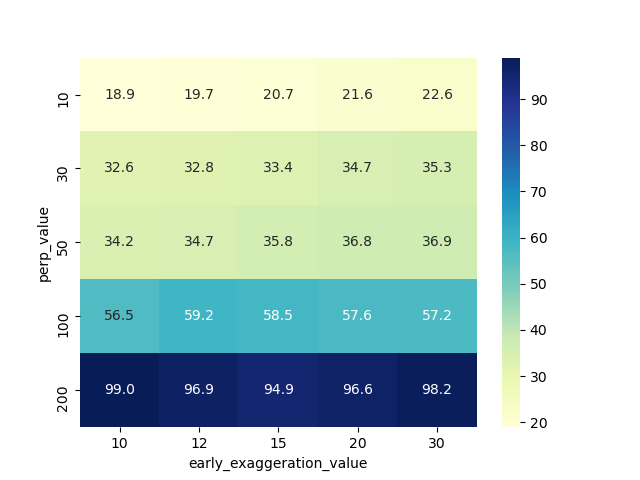 10 18.9 19.7 20.7 21.6 22.6
30 32.6 32.8 33.4 34.7 35.3
50 34.2 34.7 35.8 36.8 36.9
100 56.5 59.2 58.5 57.6 57.2
200 99.0 96.9 94.9 96.6 98.2
10 12 15 20 30
perp_value
early_exaggeration_value
90
80
70
60
50
40
30
20